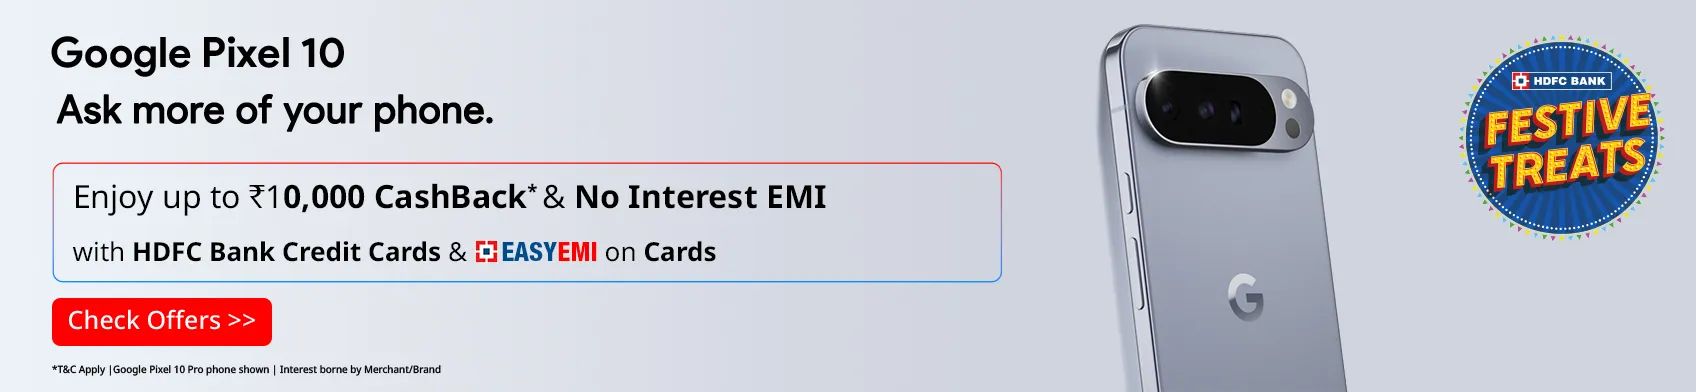 Google Pixel 10
Ask more of your phone.
Enjoy up to ₹10,000 CashBack* & No Interest EMI
with HDFC Bank Credit Cards & EASYEMI on Cards
Check Offers >>
*T&C Apply |Google Pixel 10 Pro phone shown | Interest borne by Merchant/Brand
G
HDFC BANK
FESTIVE
TREATS